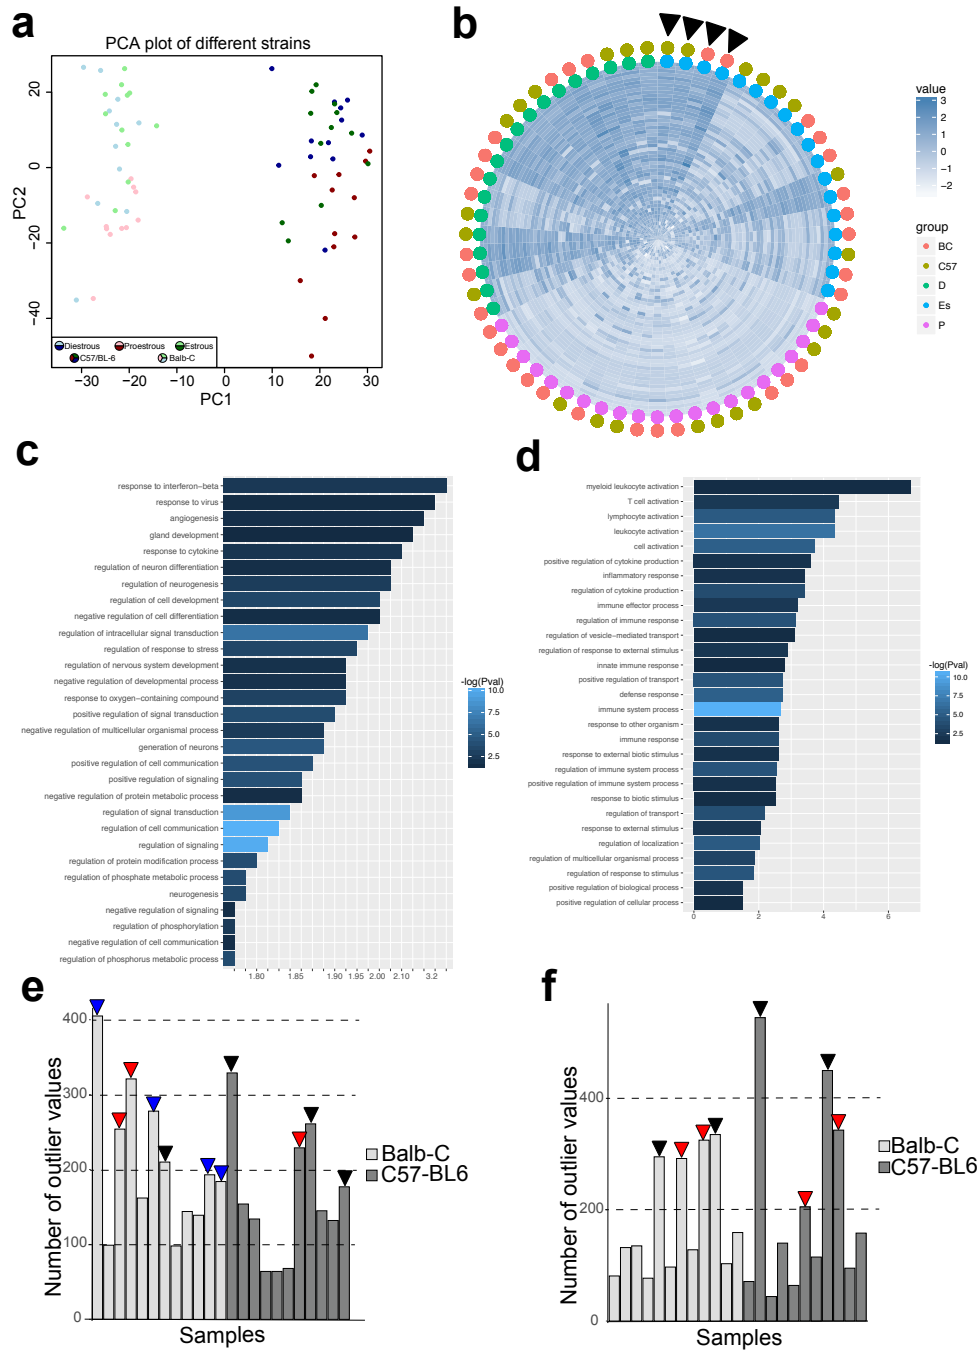 a
PCA plot of different strains
PC2
20
0
−20
−40
Diestrous
Proestrous
Estrous
C57/BL-6
Balb-C
−30
−20
−10
0
10
20
30
PC1
b
value
3
2
1
0
−1
−2
group
BC
C57
D
Es
P
c
response to interferon−beta
response to virus
angiogenesis
gland development
response to cytokine
regulation of neuron differentiation
regulation of neurogenesis
regulation of cell development
negative regulation of cell differentiation
regulation of intracellular signal transduction
regulation of response to stress
regulation of nervous system development
negative regulation of developmental process
response to oxygen−containing compound
positive regulation of signal transduction
negative regulation of multicellular organismal process
generation of neurons
positive regulation of cell communication
positive regulation of signaling
negative regulation of protein metabolic process
regulation of signal transduction
regulation of cell communication
regulation of signaling
regulation of protein modification process
regulation of phosphate metabolic process
neurogenesis
negative regulation of signaling
regulation of phosphorylation
negative regulation of cell communication
regulation of phosphorus metabolic process
1.80
1.85
1.90
1.95
2.00
2.10
3.2
-log(Pval)
10.0
7.5
5.0
2.5
d
myeloid leukocyte activation
T cell activation
lymphocyte activation
leukocyte activation
cell activation
positive regulation of cytokine production
inflammatory response
regulation of cytokine production
immune effector process
regulation of immune response
regulation of vesicle−mediated transport
regulation of response to external stimulus
innate immune response
positive regulation of transport
defense response
immune system process
response to other organism
immune response
response to external biotic stimulus
regulation of immune system process
positive regulation of immune system process
response to biotic stimulus
regulation of transport
response to external stimulus
regulation of localization
regulation of multicellular organismal process
regulation of response to stimulus
positive regulation of biological process
positive regulation of cellular process
0
2
4
6
-log(Pval)
10.0
7.5
5.0
2.5
e
Number of outlier values
400
300
200
100
0
Samples
Balb-C
C57-BL6
f
Number of outlier values
400
200
0
Samples
Balb-C
C57-BL6